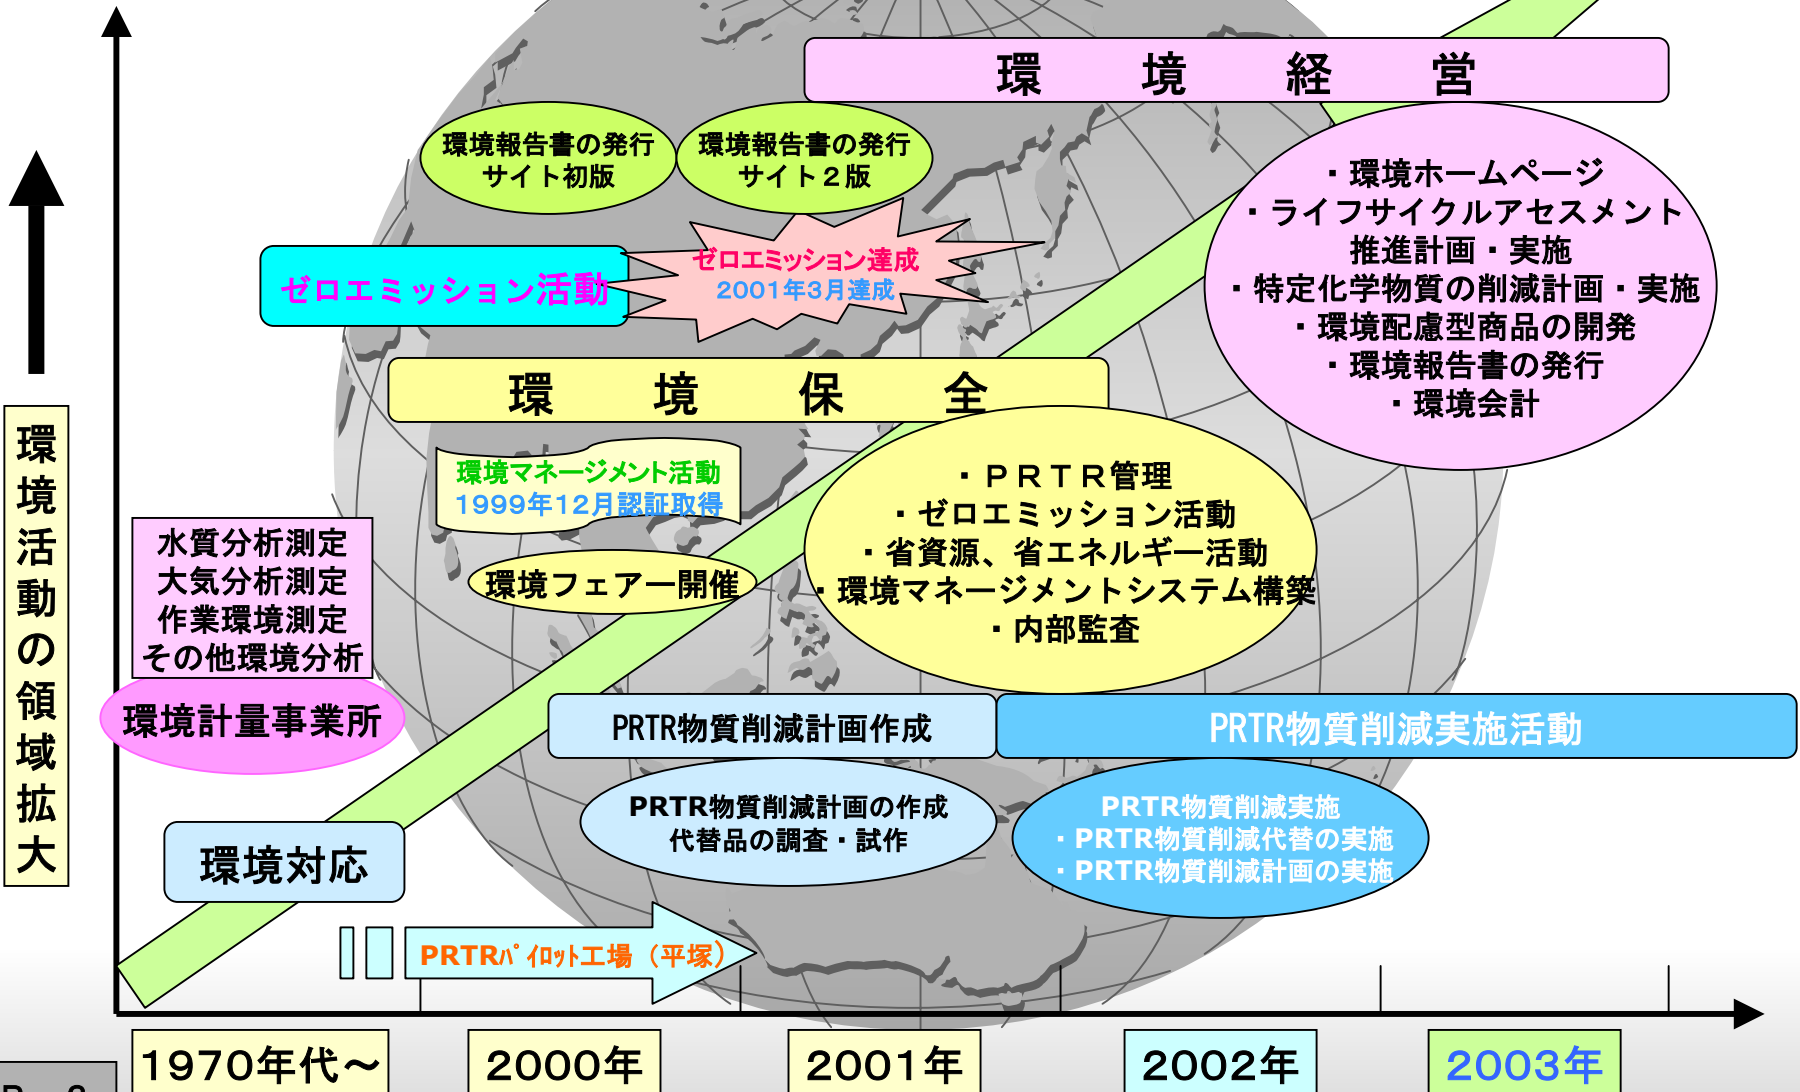 環　境　経　営
環境報告書の発行
サイト初版
環境報告書の発行
サイト２版
・環境ホームページ
・ライフサイクルアセスメント
推進計画・実施
・特定化学物質の削減計画・実施
・環境配慮型商品の開発
・環境報告書の発行
・環境会計
ゼロエミッション活動
ゼロエミッション達成
2001年3月達成
環　境　保　全
環境マネージメント活動
1999年12月認証取得
環境フェアー開催
・ＰＲＴＲ管理
・ゼロエミッション活動
・省資源、省エネルギー活動
・環境マネージメントシステム構築
・内部監査
環境活動の領域拡大
水質分析測定
大気分析測定
作業環境測定
その他環境分析
環境計量事業所
PRTR物質削減計画作成
PRTR物質削減実施活動
PRTR物質削減計画の作成
代替品の調査・試作
PRTR物質削減実施
・PRTR物質削減代替の実施
・PRTR物質削減計画の実施
環境対応
PRTRﾊﾟｲﾛｯﾄ工場（平塚）
1970年代～
2000年
2001年
2002年
2003年